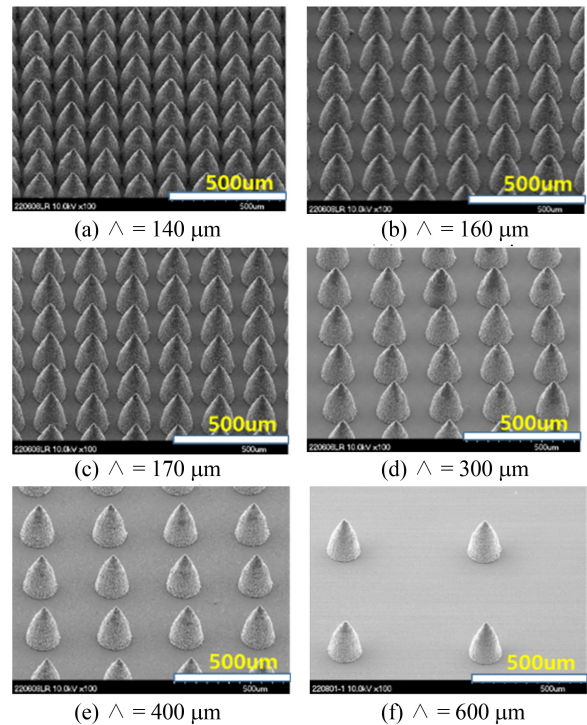 500um
220608LR 10.0kV x100
500um
(a) ∧ = 140 μm
500um
220608LR 10.0kV x100
500um
(b) ∧ = 160 μm
500um
220608LR 10.0kV x100
500um
(c) ∧ = 170 μm
500um
220608LR 10.0kV x100
500um
(d) ∧ = 300 μm
500um
220608LR 10.0kV x100
500um
(e) ∧ = 400 μm
500um
220801-1 10.0kV x100
500um
(f) ∧ = 600 μm